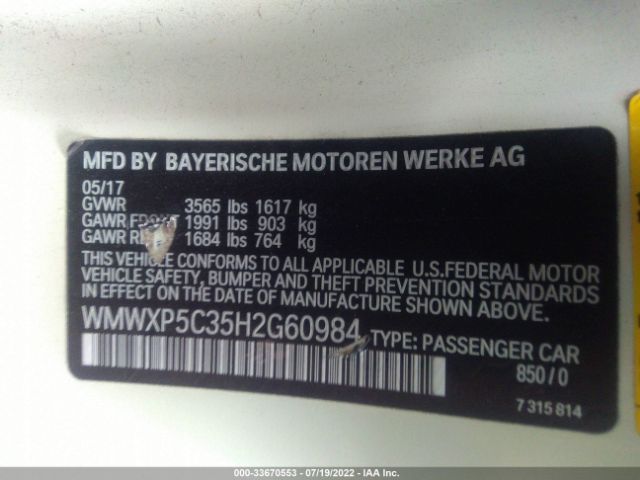 MFD BY BAYERISCHE MOTOREN WERKE AG
05/17
GVWR 3565 lbs 1617 kg
GAWR FRONT 1991 lbs 903 kg
GAWR 1684 lbs 764 kg
THIS VEHICLE CONFORMS TO ALL APPLICABLE U.S.FEDERAL MOTOR
VEHICLE SAFETY, BUMPER AND THEFT PREVENTION STANDARDS
IN EFFECT ON THE DATE OF MANUFACTURE SHOWN ABOVE.
WMWXP5C35H2G60984 TYPE: PASSENGER CAR
850/0
7 315 814
000-33670553 - 07/19/2022 - IAA Inc.